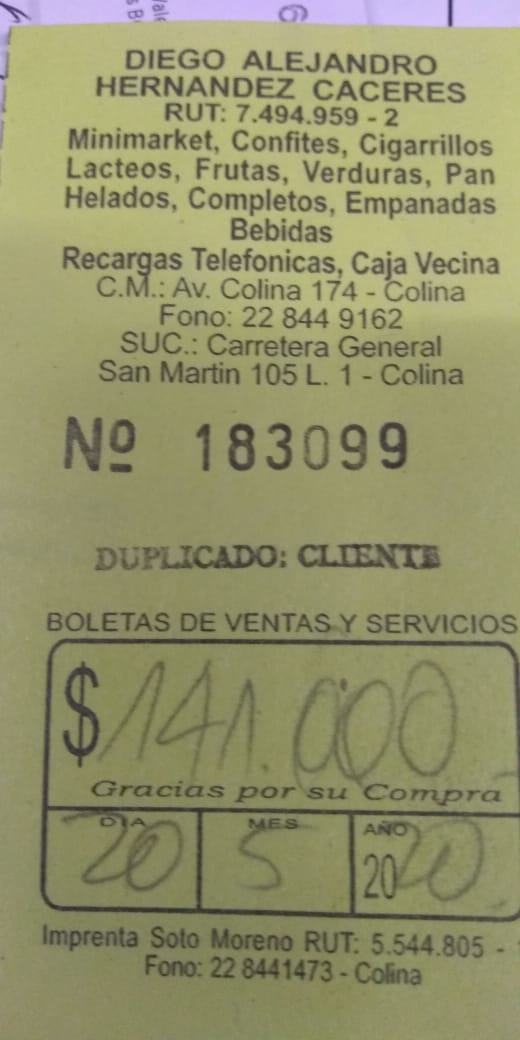 DIEGO ALEJANDRO
HERNANDEZ CACERES
RUT: 7.494.959 - 2
Minimarket, Confites, Cigarrillos
Lacteos, Frutas, Verduras, Pan
Helados, Completos, Empanadas
Bebidas
Recargas Telefonicas, Caja Vecina
C.M.: Av. Colina 174 - Colina
Fono: 22 844 9162
SUC.: Carretera General
San Martin 105 L. 1 - Colina
Nº 183099
DUPLICADO: CLIENTE
BOLETAS DE VENTAS Y SERVICIOS
$ 141.000
Gracias por su Compra
DIA MES AÑO
20 5 2020
Imprenta Soto Moreno RUT: 5.544.805 -
Fono: 22 8441473 - Colina